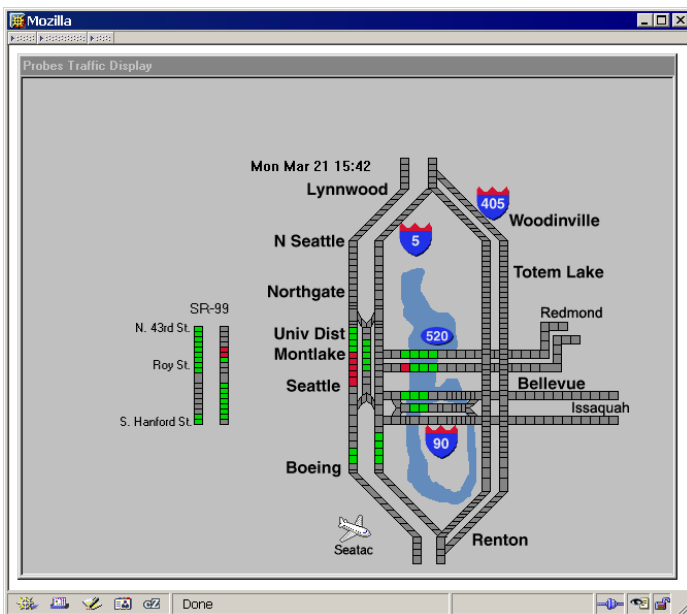 Mozilla
Probes Traffic Display
Mon Mar 21 15:42
Lynnwood
405
Woodinville
N Seattle
5
Totem Lake
Northgate
SR-99
Redmond
N. 43rd St.
Univ Dist
520
Montlake
Roy St.
Seattle
Bellevue
Issaquah
S. Hanford St.
90
Boeing
Renton
Seatac
Done